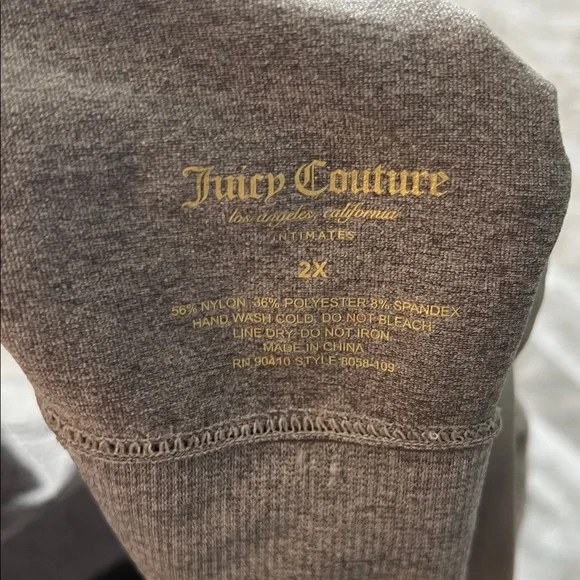 Juicy Couture
los angeles, california
INTIMATES
2X
56% NYLON, 36% POLYESTER 8% SPANDEX
HAND WASH COLD. DO NOT BLEACH.
LINE DRY. DO NOT IRON.
MADE IN CHINA
RN 90410 STYLE 8058-109